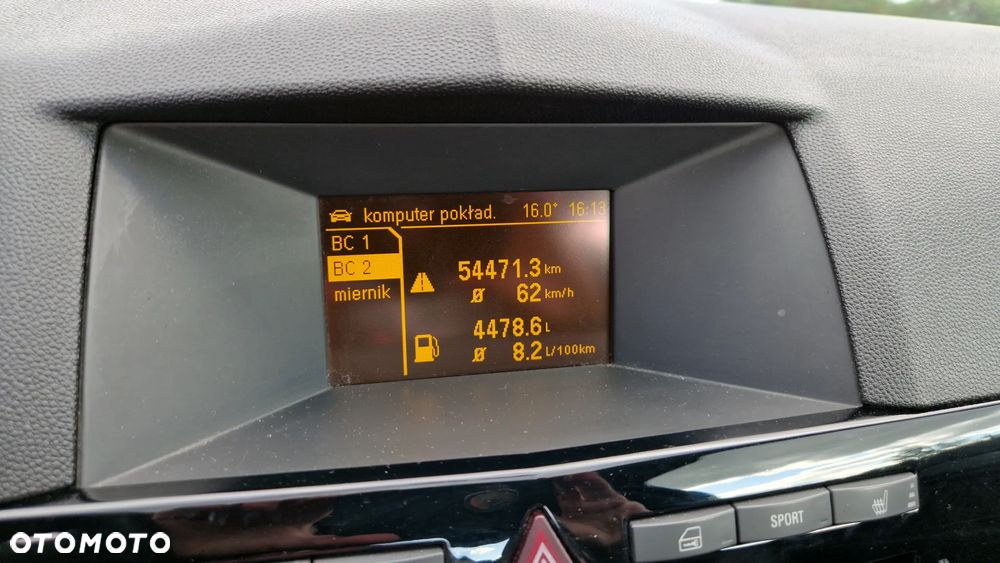 komputer pokład. 16.0° 16:13
BC 1
BC 2
miernik
54471.3 km
Ø 62 km/h
4478.6 L
Ø 8.2 L/100km
SPORT
OTOMOTO